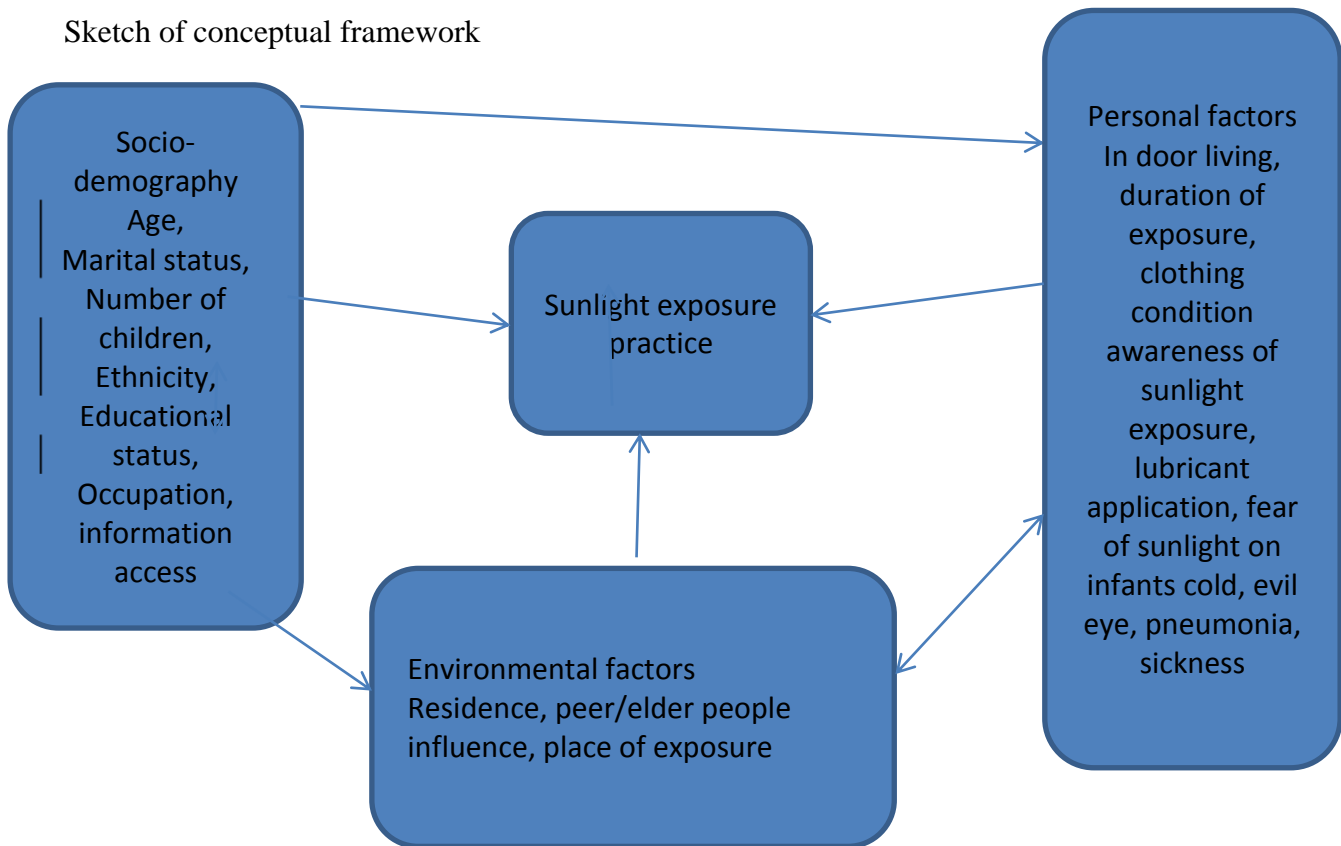 Sketch of conceptual framework
Socio-
demography
Age,
Marital status,
Number of
children,
Ethnicity,
Educational
status,
Occupation,
information
access
Sunlight exposure
practice
Personal factors
In door living,
duration of
exposure,
clothing
condition
awareness of
sunlight
exposure,
lubricant
application, fear
of sunlight on
infants cold, evil
eye, pneumonia,
sickness
Environmental factors
Residence, peer/elder people
influence, place of exposure